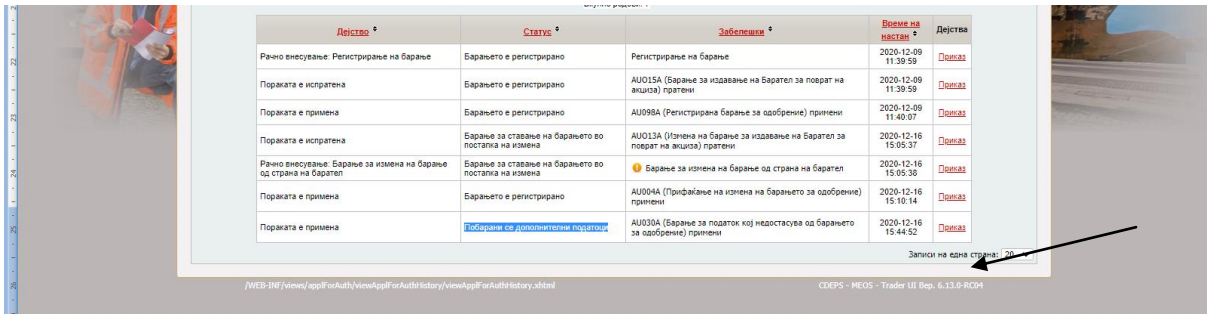 Дејство Статус Забелешки Време на
настан Дејства
Рачно внесување: Регистрирање на барање Барањето е регистрирано Регистрирање на барање 2020-12-09
11:39:59 Приказ
Пораката е испратена Барањето е регистрирано AUO15A (Барање за издавање на Барател за поврат на
акциза) пратени 2020-12-09
11:39:59 Приказ
Пораката е примена Барањето е регистрирано AU098A (Регистрирана барање за одобрение) примени 2020-12-09
11:40:07 Приказ
Пораката е испратена Барање за ставање на барањето во
постапка на измена AUO13A (Измена на барање за издавање на Барател за
поврат на акциза) пратени 2020-12-16
15:05:37 Приказ
Рачно внесување: Барање за измена на барање
од страна на барател Барање за ставање на барањето во
постапка на измена Барање за измена на барање од страна на барател 2020-12-16
15:05:38 Приказ
Пораката е примена Барањето е регистрирано AU004A (Прифаќање на измена на барањето за одобрение)
примени 2020-12-16
15:10:14 Приказ
Пораката е примена Побарани се дополнителни податоци AU030A (Барање за податок кој недостасува од барањето
за одобрение) примени 2020-12-16
15:44:52 Приказ
Записи на една страна: 20
/WEB-INF/views/applForAuth/viewApplForAuthHistory/viewApplForAuthHistory.xhtml CDEPS - MEOS - Trader UI Вер. 6.13.0-RC04
22
23
24
25
26